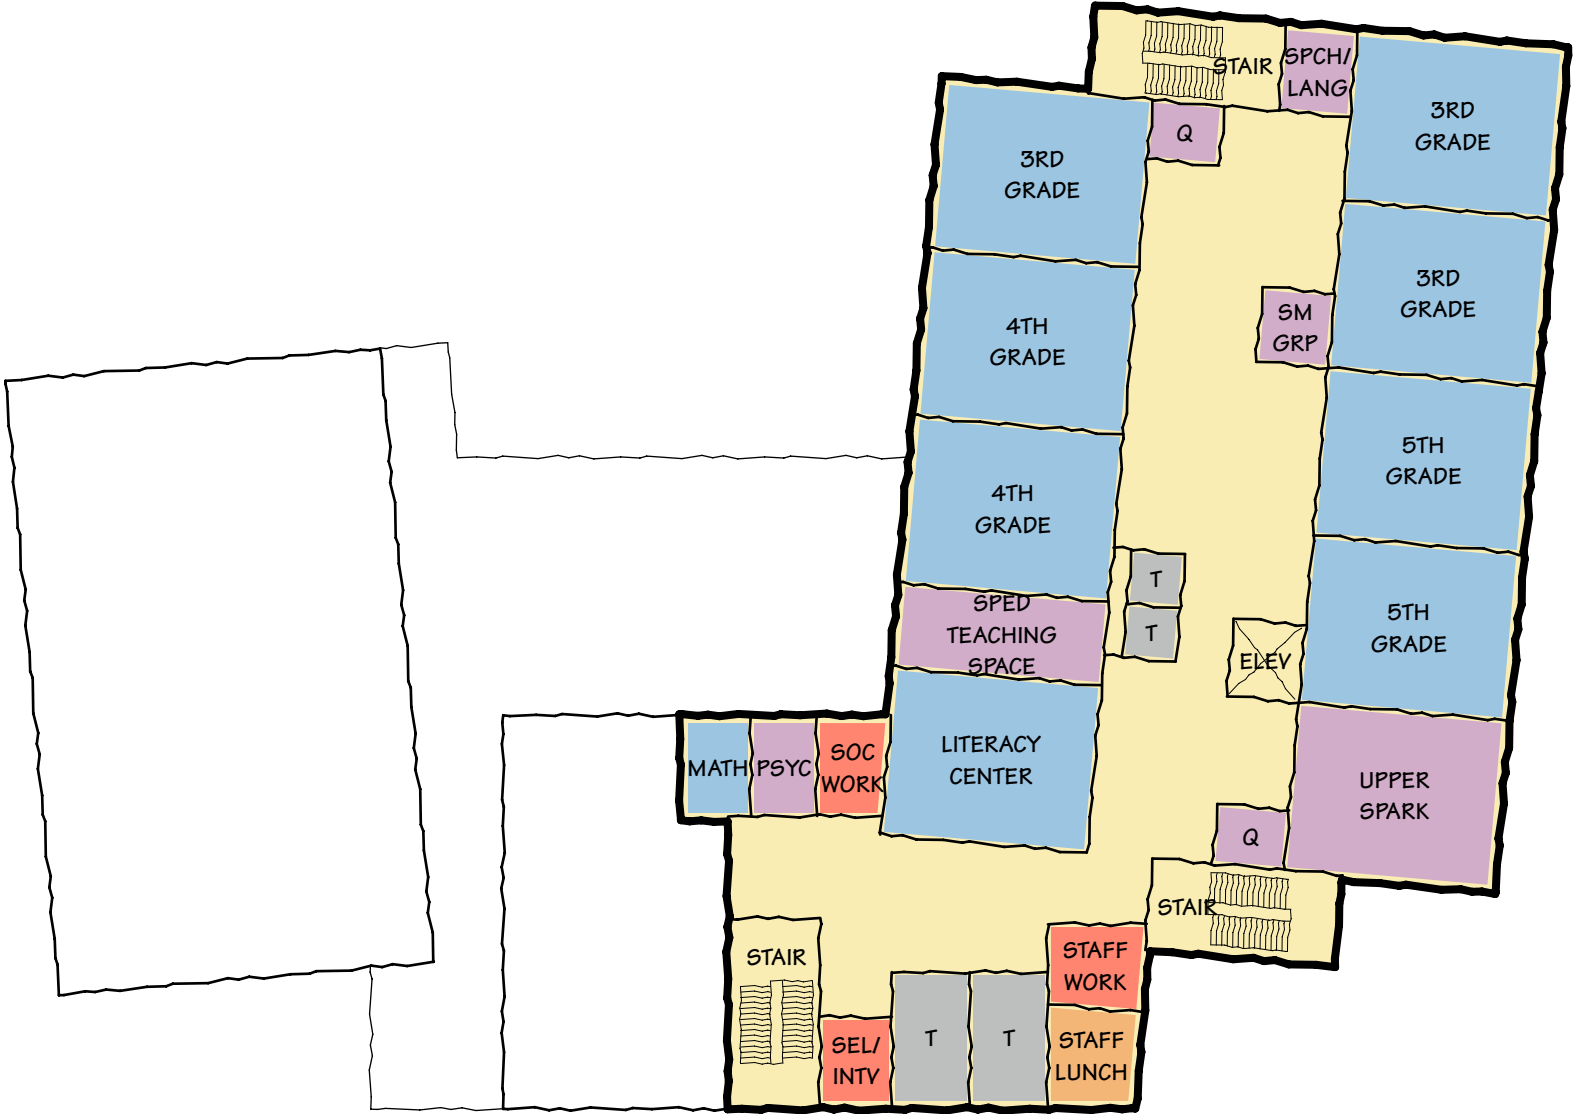 STAIR
SPCH/
LANG
3RD
GRADE
Q
3RD
GRADE
3RD
GRADE
SM
GRP
4TH
GRADE
5TH
GRADE
4TH
GRADE
T
T
5TH
GRADE
SPED
TEACHING
SPACE
ELEV
MATH
PSYC
SOC
WORK
LITERACY
CENTER
UPPER
SPARK
Q
STAIR
STAIR
STAFF
WORK
SEL/
INTV
T
T
STAFF
LUNCH